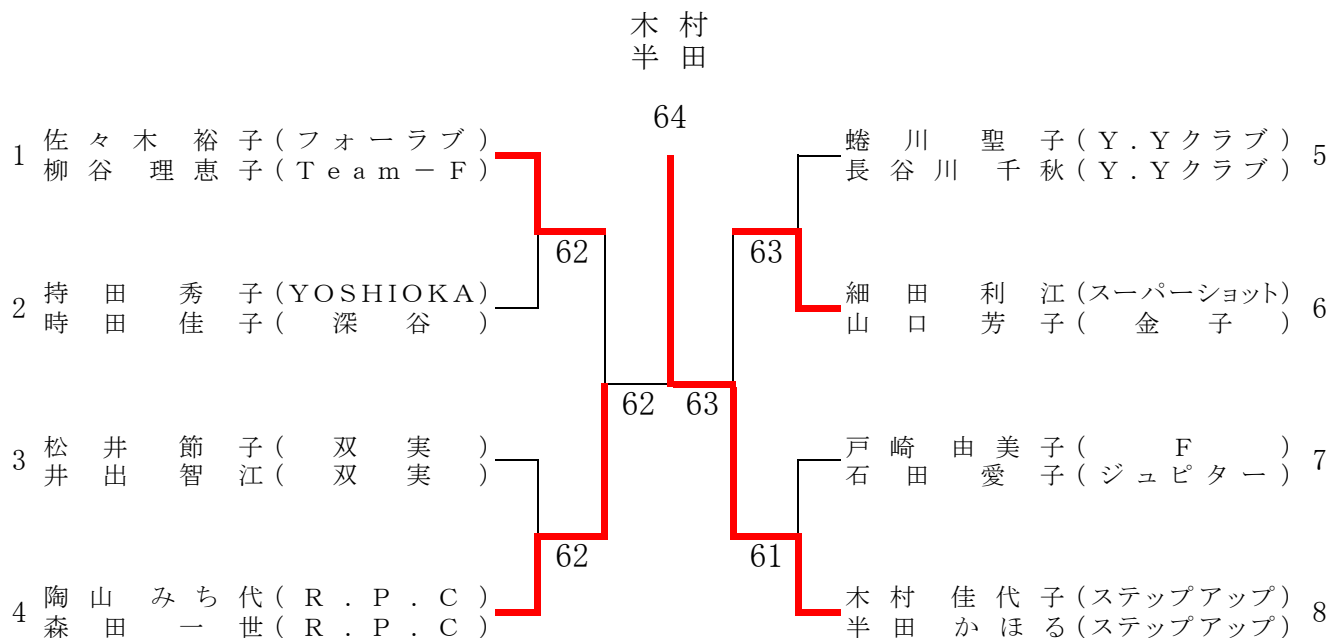 木村
半田
64
1 佐々木 裕子(フォーラブ)
柳谷 理恵子(Team－F)
62
2 持田 秀子(YOSHIOKA)
時田 佳子(深谷)
62
3 松井 節子(双実)
井出 智江(双実)
62
4 陶山 みち代(R.P.C)
森田 一世(R.P.C)
蜷川 聖子(Y.Yクラブ) 5
長谷川 千秋(Y.Yクラブ)
63
細田 利江(スーパーショット) 6
山口 芳子(金子)
63
戸崎 由美子(F) 7
石田 愛子(ジュピター)
61
木村 佳代子(ステップアップ) 8
半田 かほる(ステップアップ)